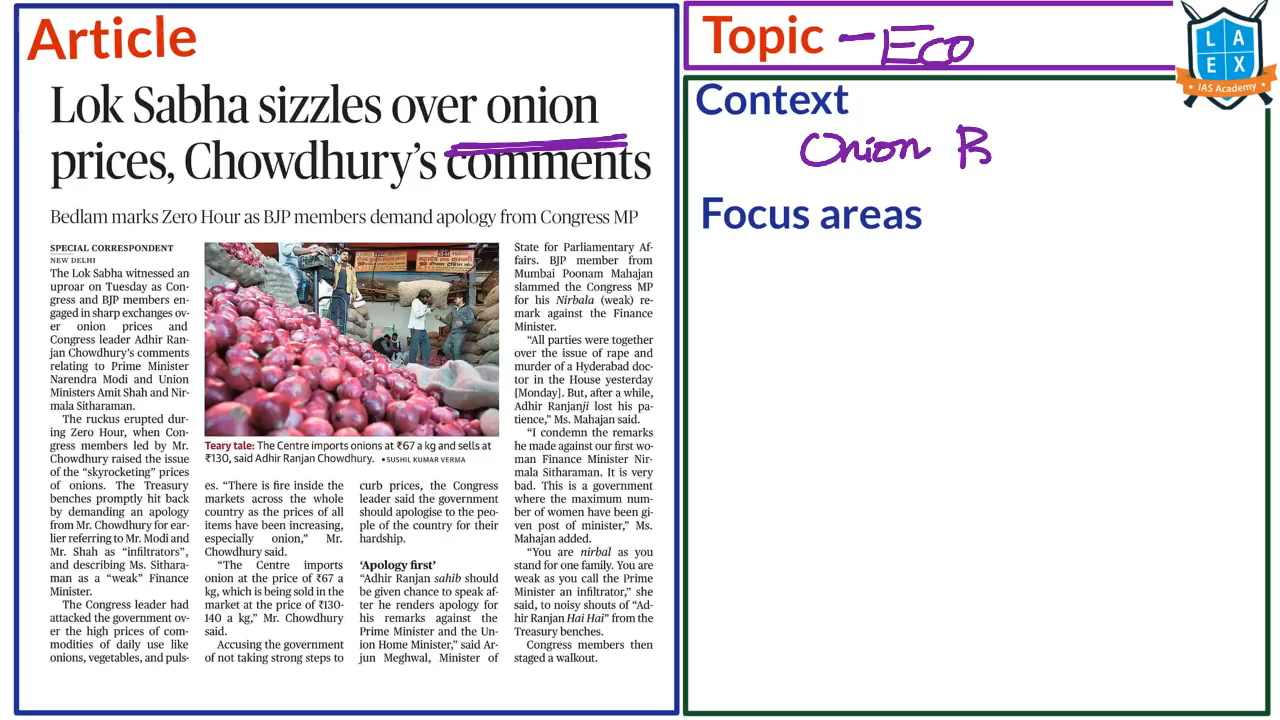 Article
Lok Sabha sizzles over onion
prices, Chowdhury's comments
Bedlam marks Zero Hour as BJP members demand apology from Congress MP
SPECIAL CORRESPONDENT
NEW DELHI
The Lok Sabha witnessed an
uproar on Tuesday as Con-
gress and BJP members en-
gaged in sharp exchanges ov-
er onion prices and
Congress leader Adhir Ran-
jan Chowdhury's comments
relating to Prime Minister
Narendra Modi and Union
Ministers Amit Shah and Nir-
mala Sitharaman.
The ruckus erupted dur-
ing Zero Hour, when Con-
gress members led by Mr.
Chowdhury raised the issue
of the "skyrocketing" prices
of onions. The Treasury
benches promptly hit back
by demanding an apology
from Mr. Chowdhury for ear-
lier referring to Mr. Modi and
Mr. Shah as "infiltrators",
and describing Ms. Sithara-
man as a "weak" Finance
Minister.
The Congress leader had
attacked the government ov-
er the high prices of com-
modities of daily use like
onions, vegetables, and puls-
Teary tale: The Centre imports onions at ₹67 a kg and sells at
₹130, said Adhir Ranjan Chowdhury. • SUSHIL KUMAR VERMA
es. "There is fire inside the
markets across the whole
country as the prices of all
items have been increasing,
especially onion," Mr.
Chowdhury said.
"The Centre imports
onion at the price of ₹67 a
kg, which is being sold in the
market at the price of ₹130-
140 a kg," Mr. Chowdhury
said.
Accusing the government
of not taking strong steps to
curb prices, the Congress
leader said the government
should apologise to the peo-
ple of the country for their
hardship.
'Apology first'
"Adhir Ranjan sahib should
be given chance to speak af-
ter he renders apology for
his remarks against the
Prime Minister and the Un-
ion Home Minister," said Ar-
jun Meghwal, Minister of
State for Parliamentary Af-
fairs. BJP member from
Mumbai Poonam Mahajan
slammed the Congress MP
for his Nirbala (weak) re-
mark against the Finance
Minister.
"All parties were together
over the issue of rape and
murder of a Hyderabad doc-
tor in the House yesterday
[Monday]. But, after a while,
Adhir Ranjanji lost his pa-
tience," Ms. Mahajan said.
"I condemn the remarks
he made against our first wo-
man Finance Minister Nir-
mala Sitharaman. It is very
bad. This is a government
where the maximum num-
ber of women have been gi-
ven post of minister," Ms.
Mahajan added.
"You are nirbal as you
stand for one family. You are
weak as you call the Prime
Minister an infiltrator," she
said, to noisy shouts of "Ad-
hir Ranjan Hai Hai" from the
Treasury benches.
Congress members then
staged a walkout.
Topic - Eco
LA
EX
IAS Academy
Context
Onion
Focus areas